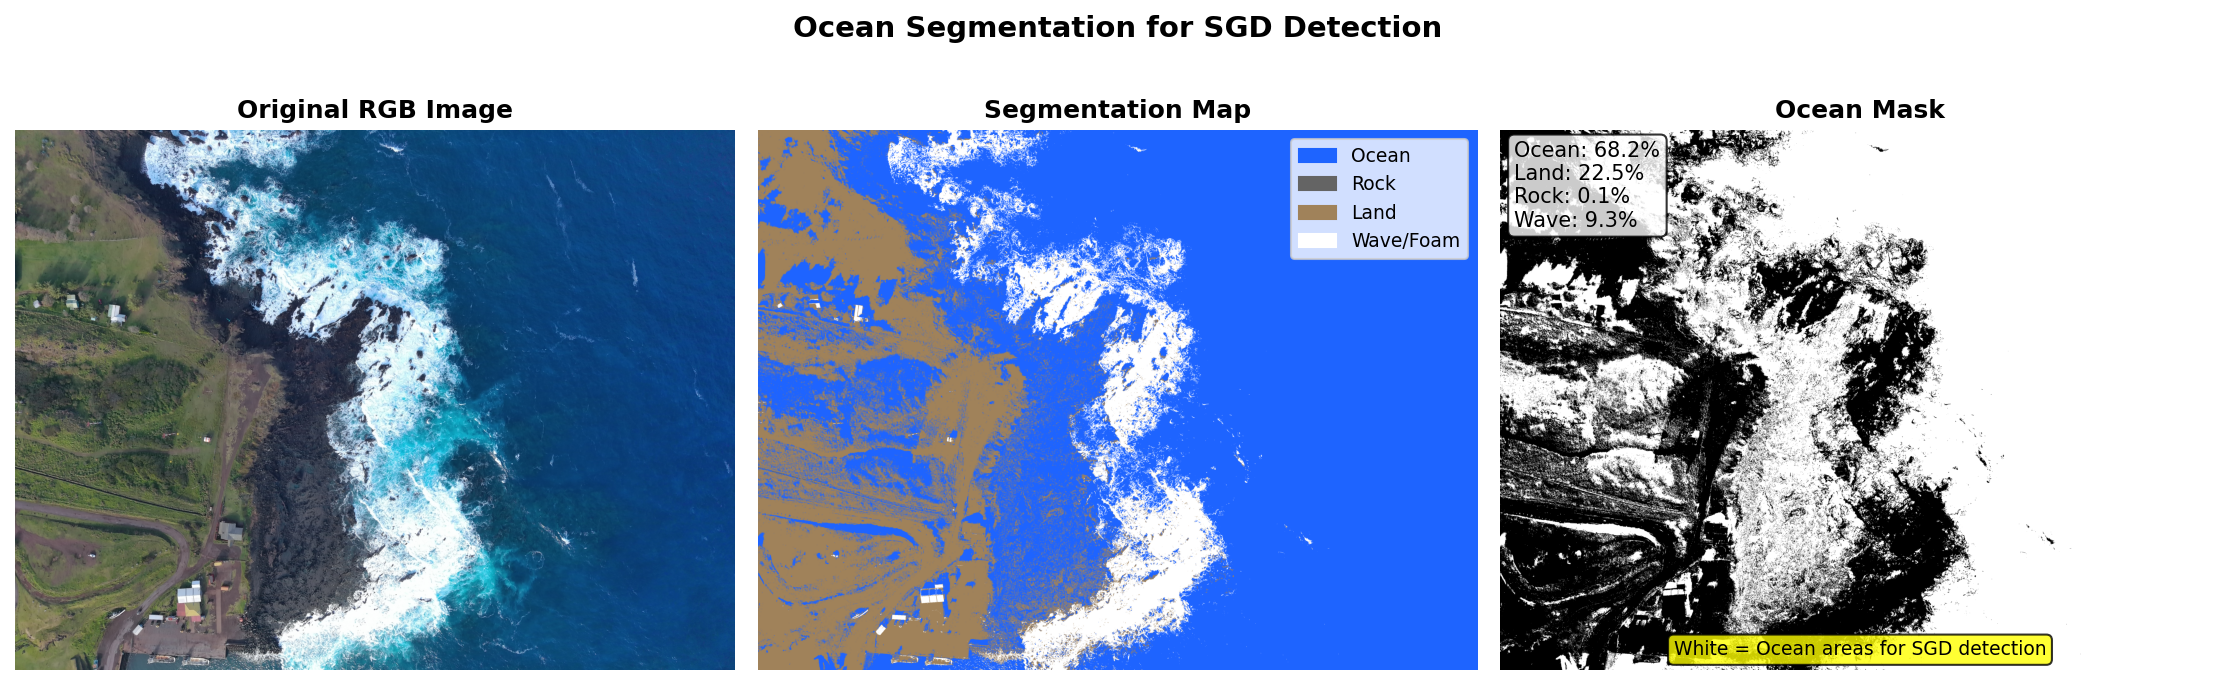 Ocean Segmentation for SGD Detection
Original RGB Image
Segmentation Map
Ocean
Rock
Land
Wave/Foam
Ocean Mask
Ocean: 68.2%
Land: 22.5%
Rock: 0.1%
Wave: 9.3%
White = Ocean areas for SGD detection